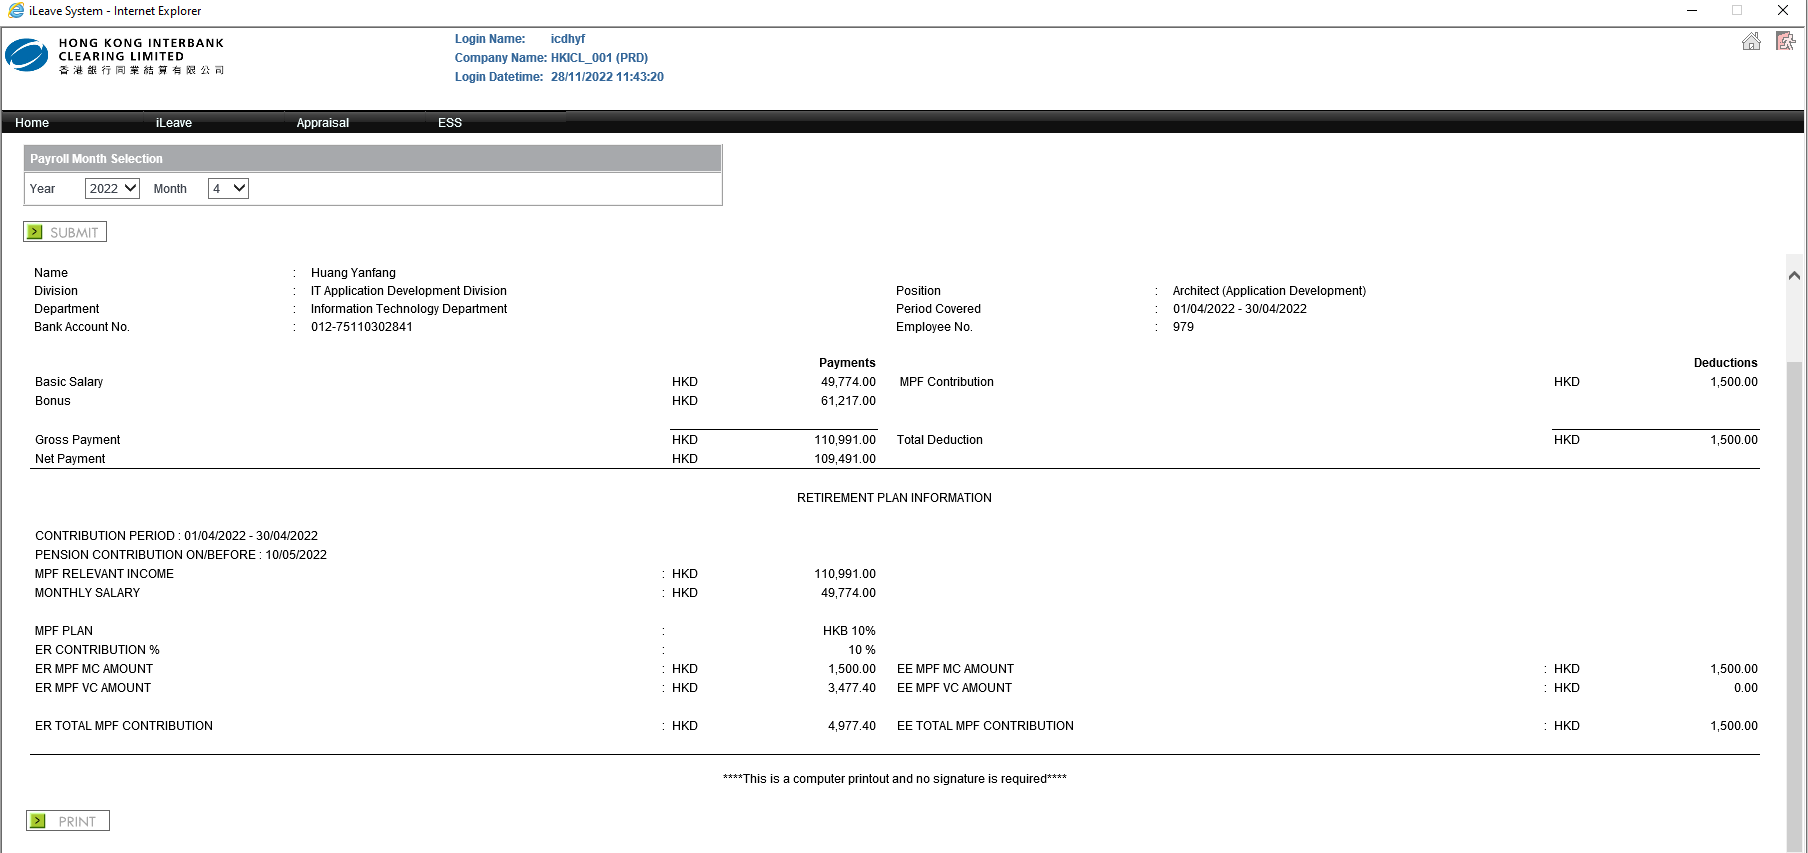 iLeave System - Internet Explorer
HONG KONG INTERBANK
CLEARING LIMITED
香港銀行同業結算有限公司
Login Name: icdhyf
Company Name: HKICL_001 (PRD)
Login Datetime: 28/11/2022 11:43:20
Home iLeave Appraisal ESS
Payroll Month Selection
Year 2022 Month 4
SUBMIT
Name : Huang Yanfang
Division : IT Application Development Division Position : Architect (Application Development)
Department : Information Technology Department Period Covered : 01/04/2022 - 30/04/2022
Bank Account No. : 012-75110302841 Employee No. : 979
Payments Deductions
Basic Salary HKD 49,774.00 MPF Contribution HKD 1,500.00
Bonus HKD 61,217.00
Gross Payment HKD 110,991.00 Total Deduction HKD 1,500.00
Net Payment HKD 109,491.00
RETIREMENT PLAN INFORMATION
CONTRIBUTION PERIOD : 01/04/2022 - 30/04/2022
PENSION CONTRIBUTION ON/BEFORE : 10/05/2022
MPF RELEVANT INCOME : HKD 110,991.00
MONTHLY SALARY : HKD 49,774.00
MPF PLAN : HKB 10%
ER CONTRIBUTION % : 10 %
ER MPF MC AMOUNT : HKD 1,500.00 EE MPF MC AMOUNT : HKD 1,500.00
ER MPF VC AMOUNT : HKD 3,477.40 EE MPF VC AMOUNT : HKD 0.00
ER TOTAL MPF CONTRIBUTION : HKD 4,977.40 EE TOTAL MPF CONTRIBUTION : HKD 1,500.00
****This is a computer printout and no signature is required****
PRINT